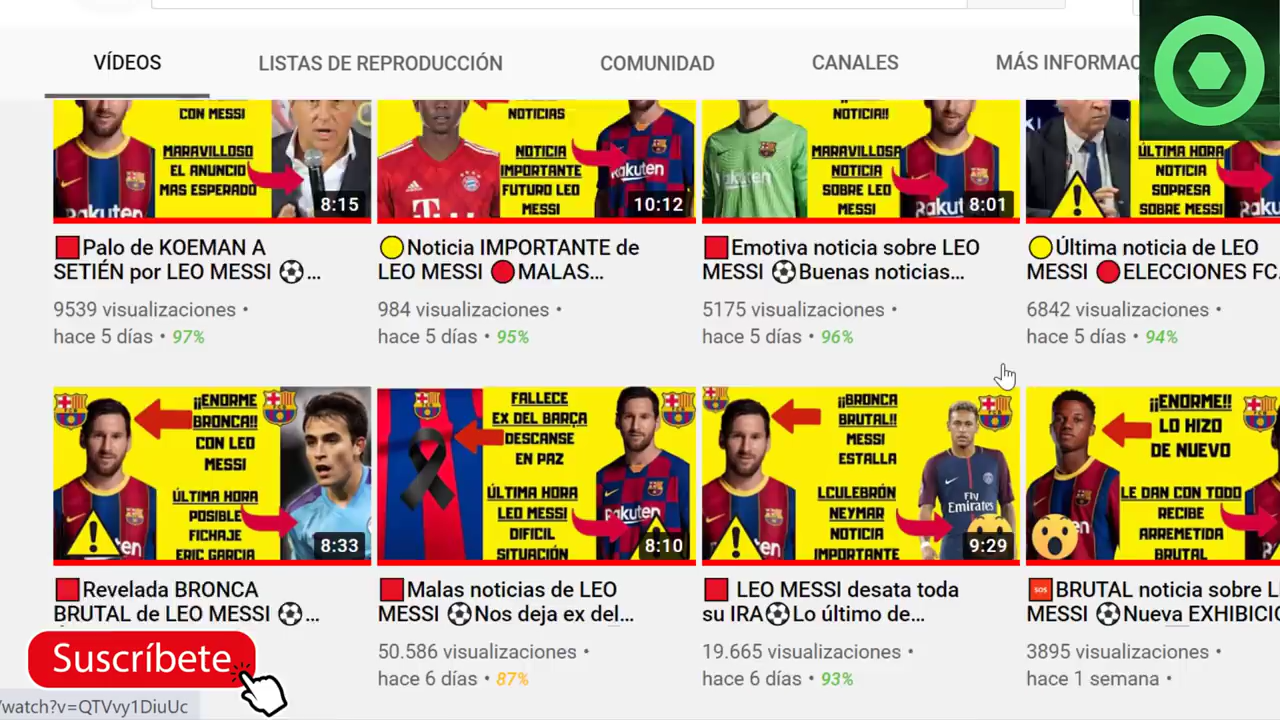 VÍDEOS
LISTAS DE REPRODUCCIÓN
COMUNIDAD
CANALES
MÁS INFORMAC
CON MESSI
MARAVILLOSO
EL ANUNCIO
MAS ESPERADO
8:15
NOTICIAS
NOTICIA
IMPORTANTE
FUTURO LEO
MESSI
Rakuten
10:12
NOTICIA!!
MARAVILLOSA
NOTICIA
SOBRE LEO
MESSI
8:01
ÚLTIMA HORA
NOTICIA
SOPRESA
SOBRE MESSI
Palo de KOEMAN A
SETIÉN por LEO MESSI ⚽...
9539 visualizaciones •
hace 5 días • 97%
Noticia IMPORTANTE de
LEO MESSI 🔴MALAS...
984 visualizaciones •
hace 5 días • 95%
Emotiva noticia sobre LEO
MESSI ⚽Buenas noticias...
5175 visualizaciones •
hace 5 días • 96%
Última noticia de LEO
MESSI 🔴ELECCIONES FC
6842 visualizaciones •
hace 5 días • 94%
¡¡ENORME
BRONCA!!
CON LEO
MESSI
ÚLTIMA HORA
POSIBLE
FICHAJE
ERIC GARCIA
8:33
FALLECE
EX DEL BARÇA
DESCANSE
EN PAZ
ÚLTIMA HORA
LEO MESSI
DIFICIL
SITUACIÓN
8:10
¡¡BRONCA
BRUTAL!!
MESSI
ESTALLA
LCULEBRÓN
NEYMAR
NOTICIA
IMPORTANTE
Fly
Emirates
9:29
¡¡ENORME!!
LO HIZO
DE NUEVO
LE DAN CON TODO
RECIBE
ARREMETIDA
BRUTAL
Revelada BRONCA
BRUTAL de LEO MESSI ⚽...
Malas noticias de LEO
MESSI ⚽Nos deja ex del...
50.586 visualizaciones •
hace 6 días • 87%
LEO MESSI desata toda
su IRA⚽Lo último de...
19.665 visualizaciones •
hace 6 días • 93%
SOS BRUTAL noticia sobre L
MESSI ⚽Nueva EXHIBICIÓ
3895 visualizaciones •
hace 1 semana •
Suscríbete
/watch?v=QTVvy1DiuUc